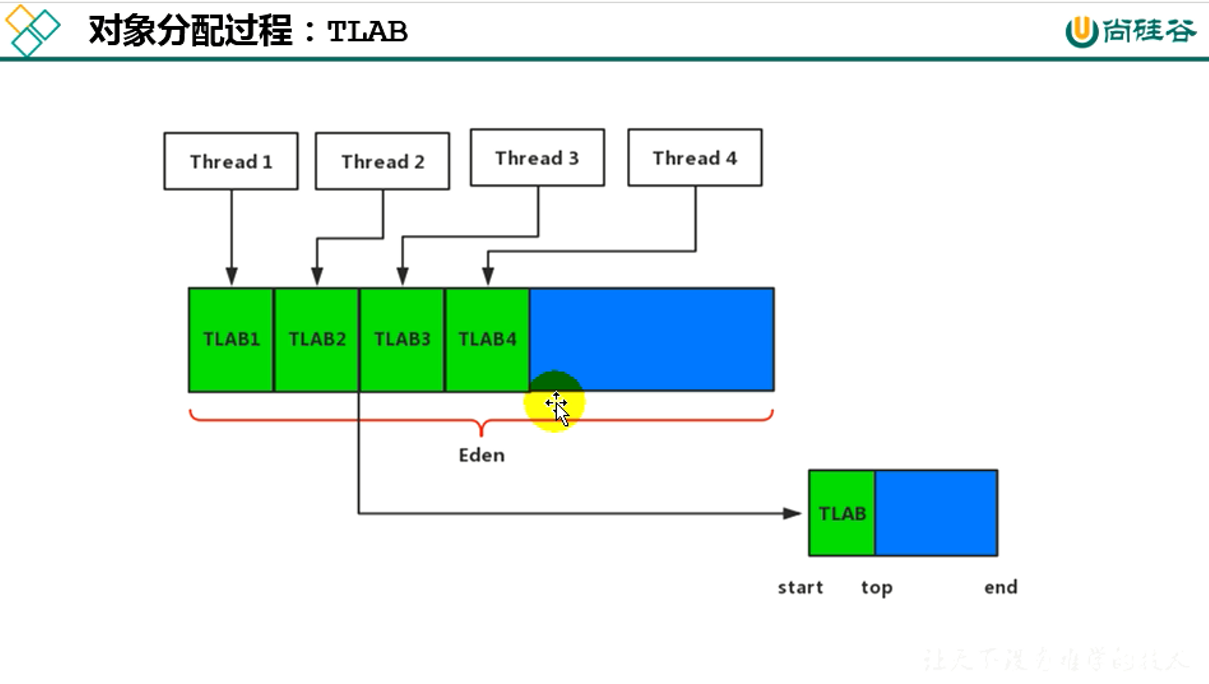 对象分配过程：TLAB
尚硅谷
Thread 1
Thread 2
Thread 3
Thread 4
TLAB1
TLAB2
TLAB3
TLAB4
Eden
TLAB
start
top
end
让天下没有难学的技术